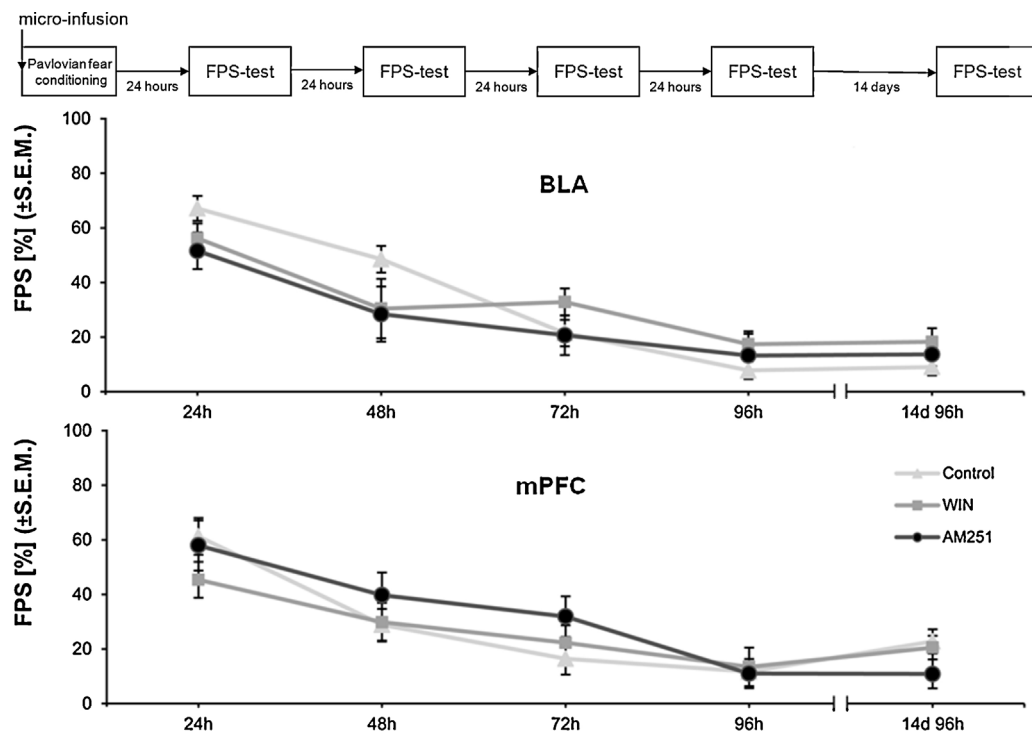 micro-infusion
Pavlovian fear
conditioning
24 hours
FPS-test
24 hours
FPS-test
24 hours
FPS-test
24 hours
FPS-test
14 days
FPS-test
FPS [%] (±S.E.M.)
100
80
60
40
20
0
BLA
24h
48h
72h
96h
14d 96h
FPS [%] (±S.E.M.)
100
80
60
40
20
0
mPFC
Control
WIN
AM251
24h
48h
72h
96h
14d 96h